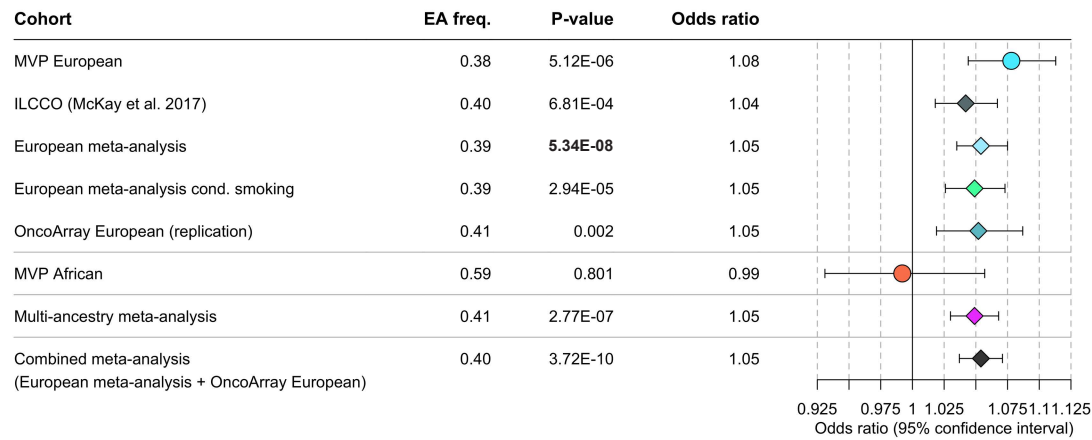 Cohort EA freq. P-value Odds ratio
MVP European 0.38 5.12E-06 1.08
ILCCO (McKay et al. 2017) 0.40 6.81E-04 1.04
European meta-analysis 0.39 5.34E-08 1.05
European meta-analysis cond. smoking 0.39 2.94E-05 1.05
OncoArray European (replication) 0.41 0.002 1.05
MVP African 0.59 0.801 0.99
Multi-ancestry meta-analysis 0.41 2.77E-07 1.05
Combined meta-analysis 0.40 3.72E-10 1.05
(European meta-analysis + OncoArray European)
0.925 0.975 1 1.025 1.075 1.1 1.125
Odds ratio (95% confidence interval)